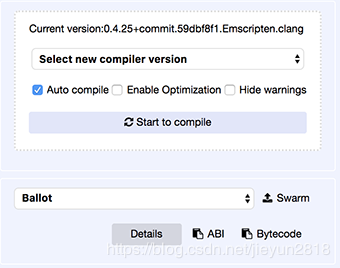 Current version:0.4.25+commit.59dbf8f1.Emscripten.clang
Select new compiler version
Auto compile Enable Optimization Hide warnings
Start to compile
Ballot Swarm
Details ABI Bytecode
https://blog.csdn.net/jieyun2818